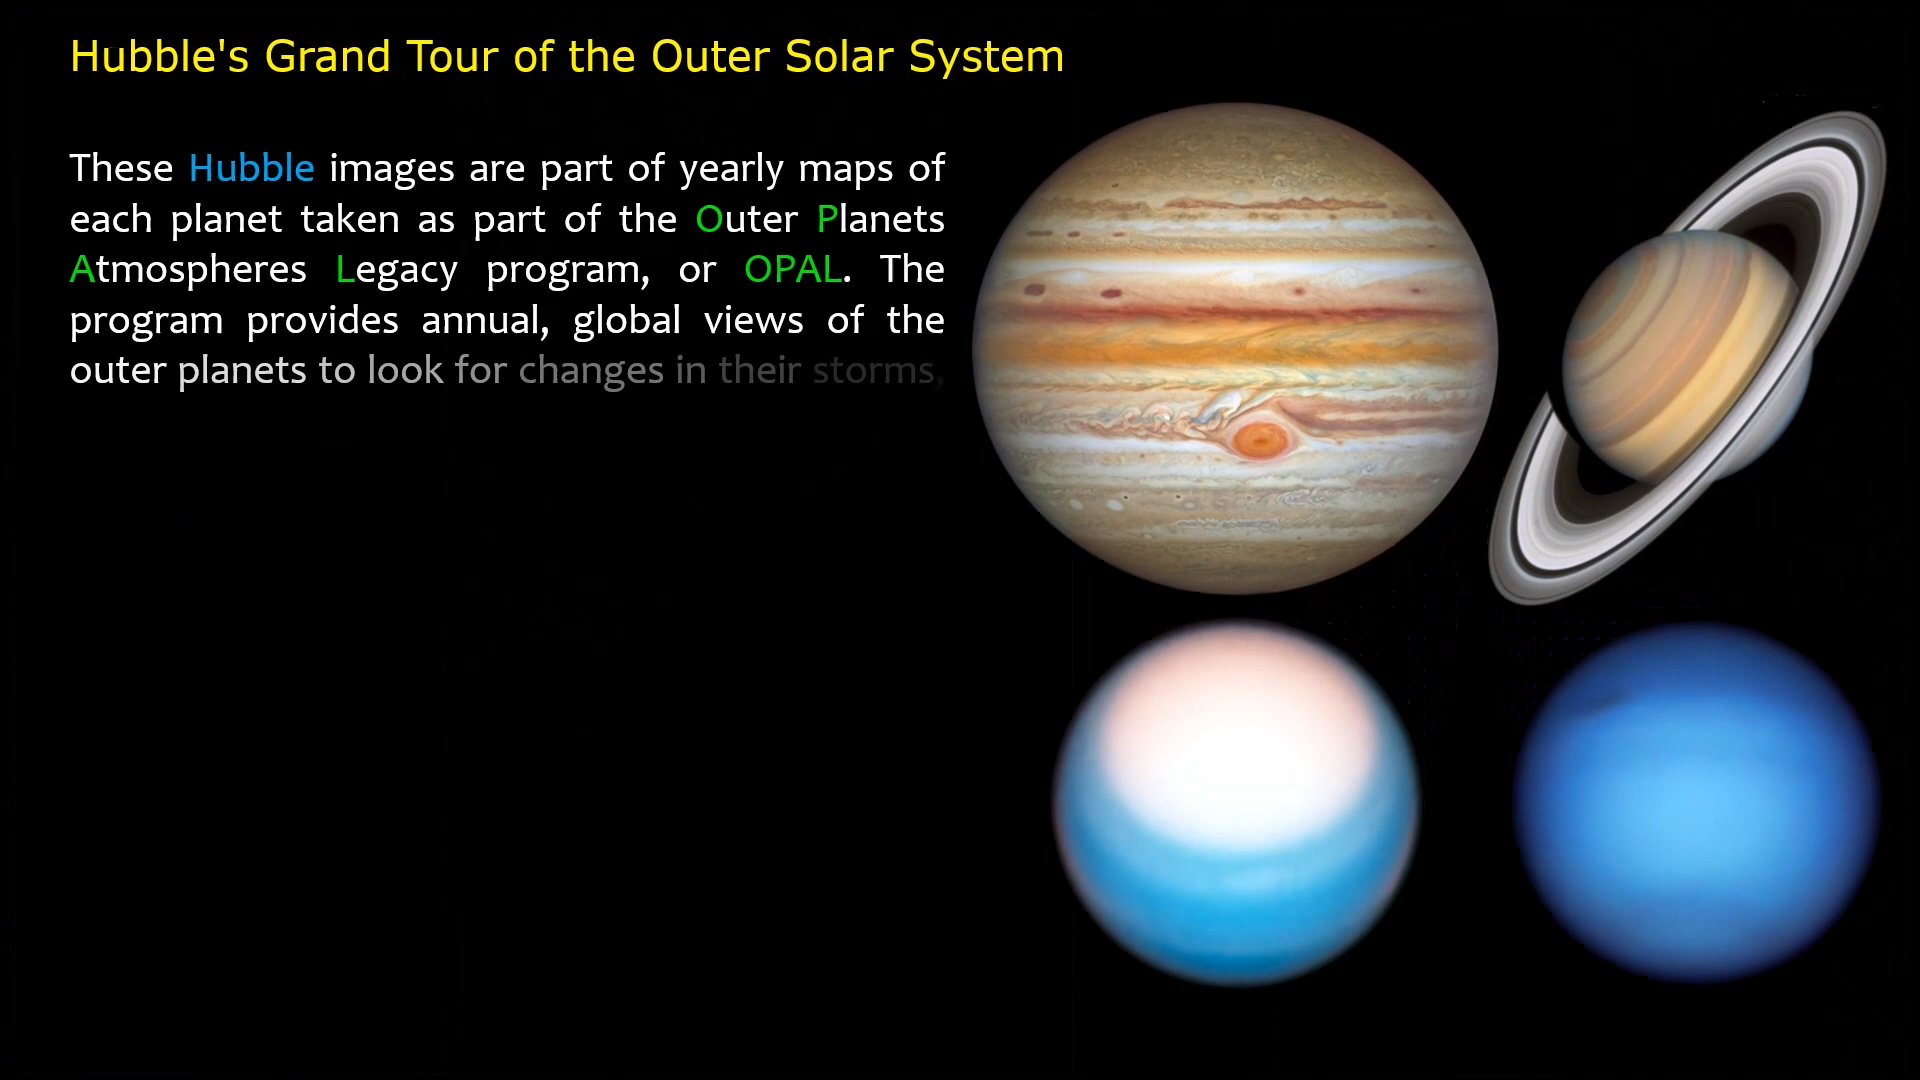 Hubble's Grand Tour of the Outer Solar System
These Hubble images are part of yearly maps of
each planet taken as part of the Outer Planets
Atmospheres Legacy program, or OPAL. The
program provides annual, global views of the
outer planets to look for changes in their storms,